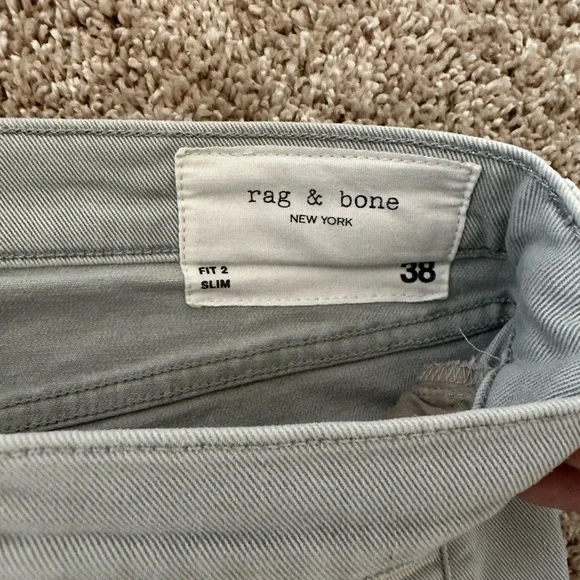 rag & bone
NEW YORK
FIT 2
SLIM
38